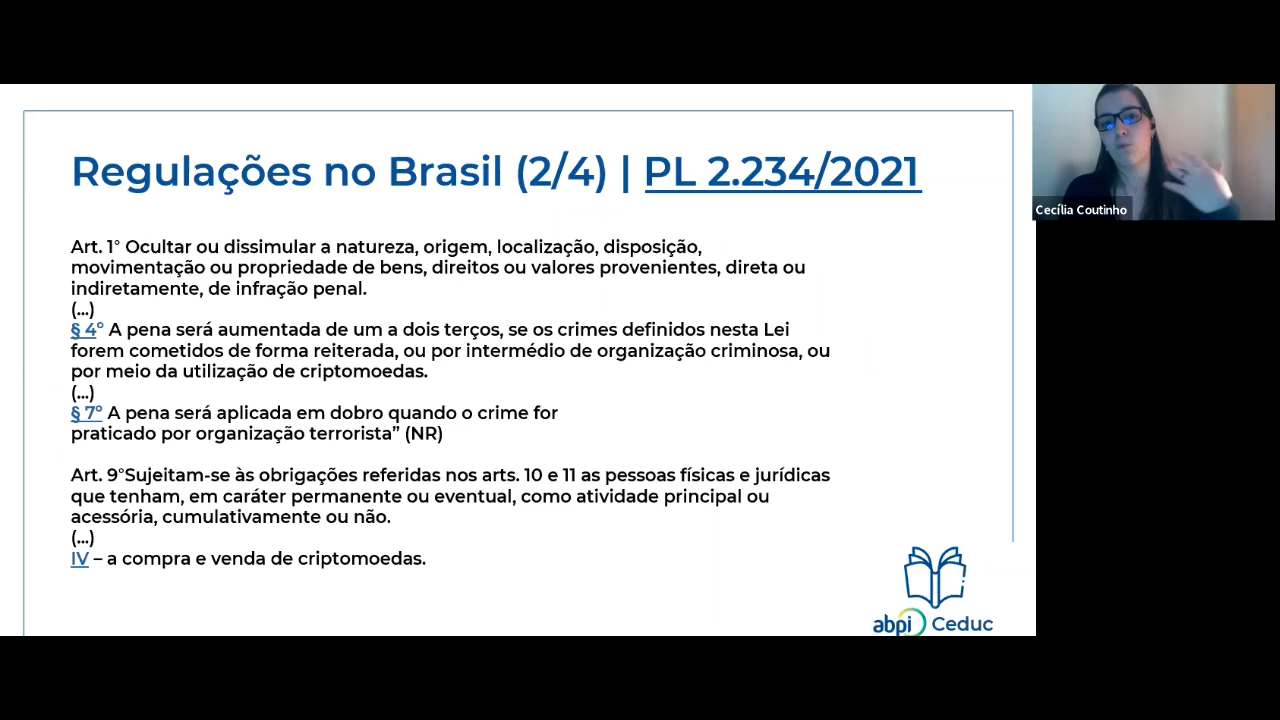 Regulações no Brasil (2/4) | PL 2.234/2021
Art. 1° Ocultar ou dissimular a natureza, origem, localização, disposição,
movimentação ou propriedade de bens, direitos ou valores provenientes, direta ou
indiretamente, de infração penal.
(...)
§ 4º A pena será aumentada de um a dois terços, se os crimes definidos nesta Lei
forem cometidos de forma reiterada, ou por intermédio de organização criminosa, ou
por meio da utilização de criptomoedas.
(...)
§ 7º A pena será aplicada em dobro quando o crime for
praticado por organização terrorista” (NR)
Art. 9°Sujeitam-se às obrigações referidas nos arts. 10 e 11 as pessoas físicas e jurídicas
que tenham, em caráter permanente ou eventual, como atividade principal ou
acessória, cumulativamente ou não.
(...)
IV – a compra e venda de criptomoedas.
abpi Ceduc
Cecília Coutinho